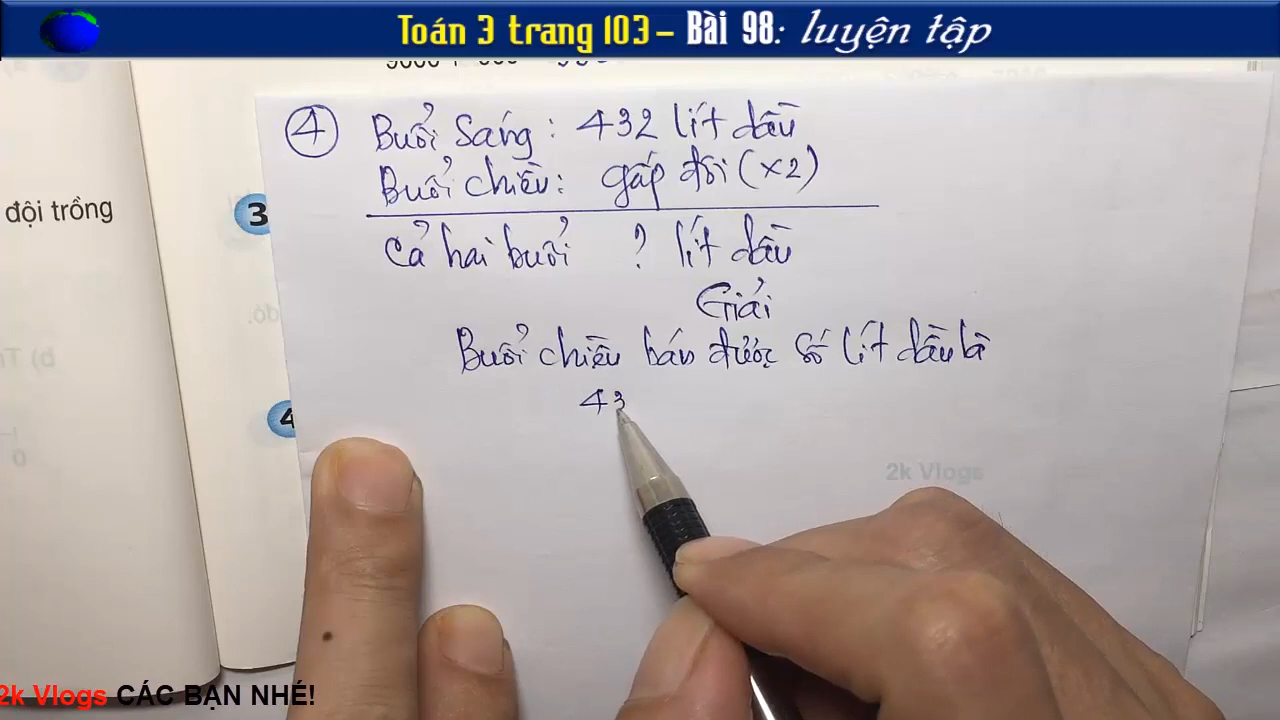 Toán 3 trang 103 – Bài 98: luyện tập
đội trồng
3
4
④ Buổi sáng: 432 lít dầu
Buổi chiều: gấp đôi (×2)
Cả hai buổi ? lít dầu
Giải
Buổi chiều bán được số lít dầu là
43
2k Vlogs
2k Vlogs CÁC BẠN NHÉ!